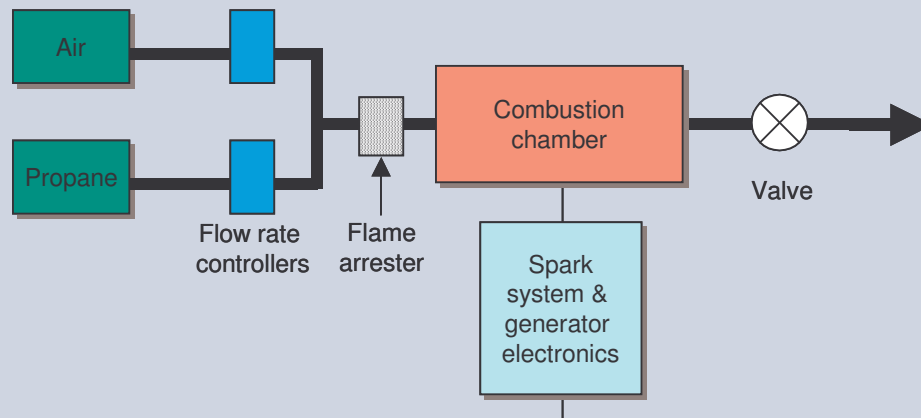 Air
Propane
Flow rate
controllers
Flame
arrester
Combustion
chamber
Valve
Spark
system &
generator
electronics